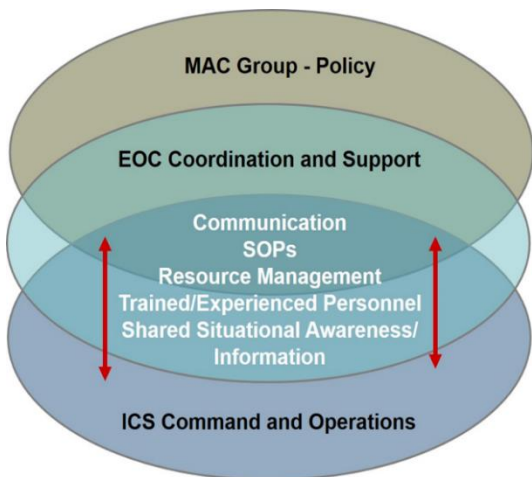 MAC Group - Policy
EOC Coordination and Support
Communication
SOPs
Resource Management
Trained/Experienced Personnel
Shared Situational Awareness/
Information
ICS Command and Operations